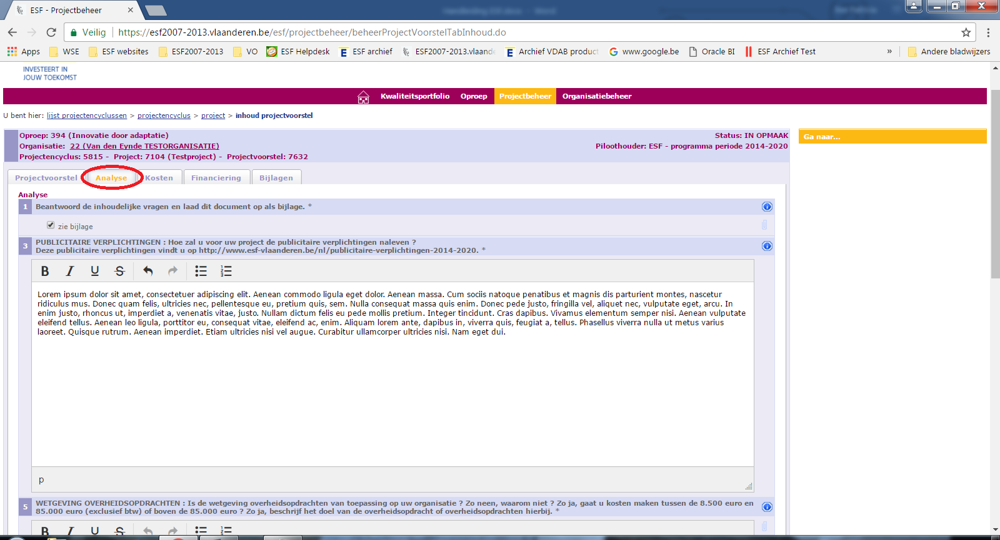 ESF - Projectbeheer
Veilig
https://esf2007-2013.vlaanderen.be/esf/projectbeheer/beheerProjectVoorstelTabInhoud.do
Apps WSE ESF websites ESF2007-2013 VO ESF Helpdesk ESF archief ESF2007-2013.vlaande Archief VDAB product www.google.be Oracle BI ESF Archief Test » Andere bladwijzers
INVESTEERT IN
JOUW TOEKOMST
Kwaliteitsportfolio Oproep Projectbeheer Organisatiebeheer
U bent hier: lijst projectencyclussen > projectencyclus > project > inhoud projectvoorstel
Oproep: 394 (Innovatie door adaptatie) Status: IN OPMAAK
Organisatie: 22 (Van den Eynde TESTORGANISATIE) Piloothouder: ESF - programma periode 2014-2020
Projectencyclus: 5815 - Project: 7104 (Testproject) - Projectvoorstel: 7632
Ga naar...
Projectvoorstel Analyse Kosten Financiering Bijlagen
Analyse
1 Beantwoord de inhoudelijke vragen en laad dit document op als bijlage. *
zie bijlage
3 PUBLICITAIRE VERPLICHTINGEN : Hoe zal u voor uw project de publicitaire verplichtingen naleven ?
Deze publicitaire verplichtingen vindt u op http://www.esf-vlaanderen.be/nl/publicitaire-verplichtingen-2014-2020. *
B I U S
Lorem ipsum dolor sit amet, consectetuer adipiscing elit. Aenean commodo ligula eget dolor. Aenean massa. Cum sociis natoque penatibus et magnis dis parturient montes, nascetur
ridiculus mus. Donec quam felis, ultricies nec, pellentesque eu, pretium quis, sem. Nulla consequat massa quis enim. Donec pede justo, fringilla vel, aliquet nec, vulputate eget, arcu. In
enim justo, rhoncus ut, imperdiet a, venenatis vitae, justo. Nullam dictum felis eu pede mollis pretium. Integer tincidunt. Cras dapibus. Vivamus elementum semper nisi. Aenean vulputate
eleifend tellus. Aenean leo ligula, porttitor eu, consequat vitae, eleifend ac, enim. Aliquam lorem ante, dapibus in, viverra quis, feugiat a, tellus. Phasellus viverra nulla ut metus varius
laoreet. Quisque rutrum. Aenean imperdiet. Etiam ultricies nisi vel augue. Curabitur ullamcorper ultricies nisi. Nam eget dui.
p
5 WETGEVING OVERHEIDSOPDRACHTEN : Is de wetgeving overheidsopdrachten van toepassing op uw organisatie ? Zo neen, waarom niet ? Zo ja, gaat u kosten maken tussen de 8.500 euro en
85.000 euro (exclusief btw) of boven de 85.000 euro ? Zo ja, beschrijf het doel van de overheidsopdracht of overheidsopdrachten hierbij. *
B I U S